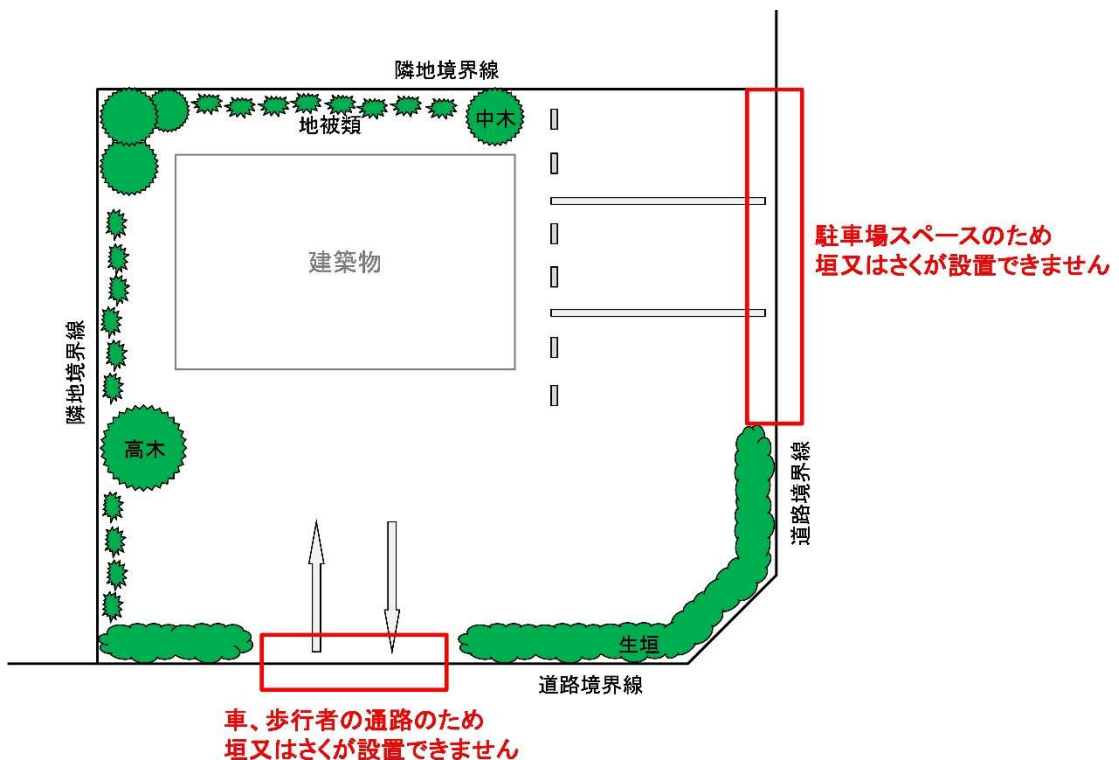 隣地境界線
地被類
中木
建築物
駐車場スペースのため
垣又はさくが設置できません
隣地境界線
高木
道路境界線
生垣
道路境界線
車、歩行者の通路のため
垣又はさくが設置できません